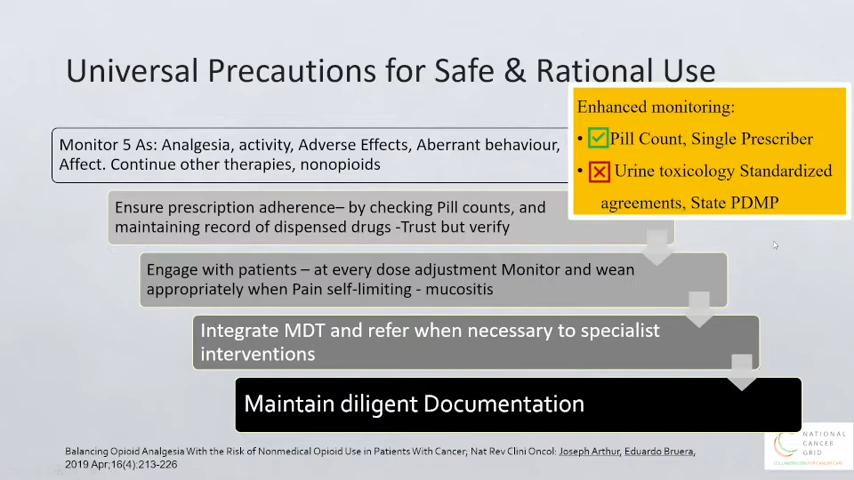 Universal Precautions for Safe & Rational Use
Enhanced monitoring:
• Pill Count, Single Prescriber
• Urine toxicology Standardized
agreements, State PDMP
Monitor 5 As: Analgesia, activity, Adverse Effects, Aberrant behaviour,
Affect. Continue other therapies, nonopioids
Ensure prescription adherence– by checking Pill counts, and
maintaining record of dispensed drugs -Trust but verify
Engage with patients – at every dose adjustment Monitor and wean
appropriately when Pain self-limiting - mucositis
Integrate MDT and refer when necessary to specialist
interventions
Maintain diligent Documentation
Balancing Opioid Analgesia With the Risk of Nonmedical Opioid Use in Patients With Cancer; Nat Rev Clini Oncol: Joseph Arthur, Eduardo Bruera,
2019 Apr;16(4):213-226
NATIONAL
CANCER
GRID
COLLABORATION FOR CANCER CARE